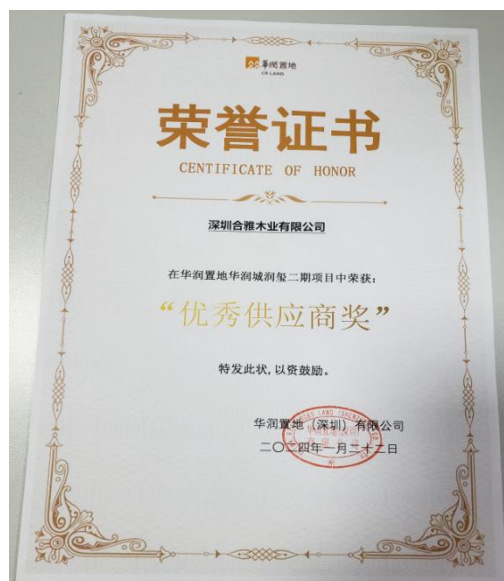 华润置地
CR LAND
荣誉证书
CERTIFICATE OF HONOR
深圳合雅木业有限公司
在华润置地华润城润玺二期项目中荣获：
“优秀供应商奖”
特发此状，以资鼓励。
华润置地（深圳）有限公司
二〇二四年一月二十二日